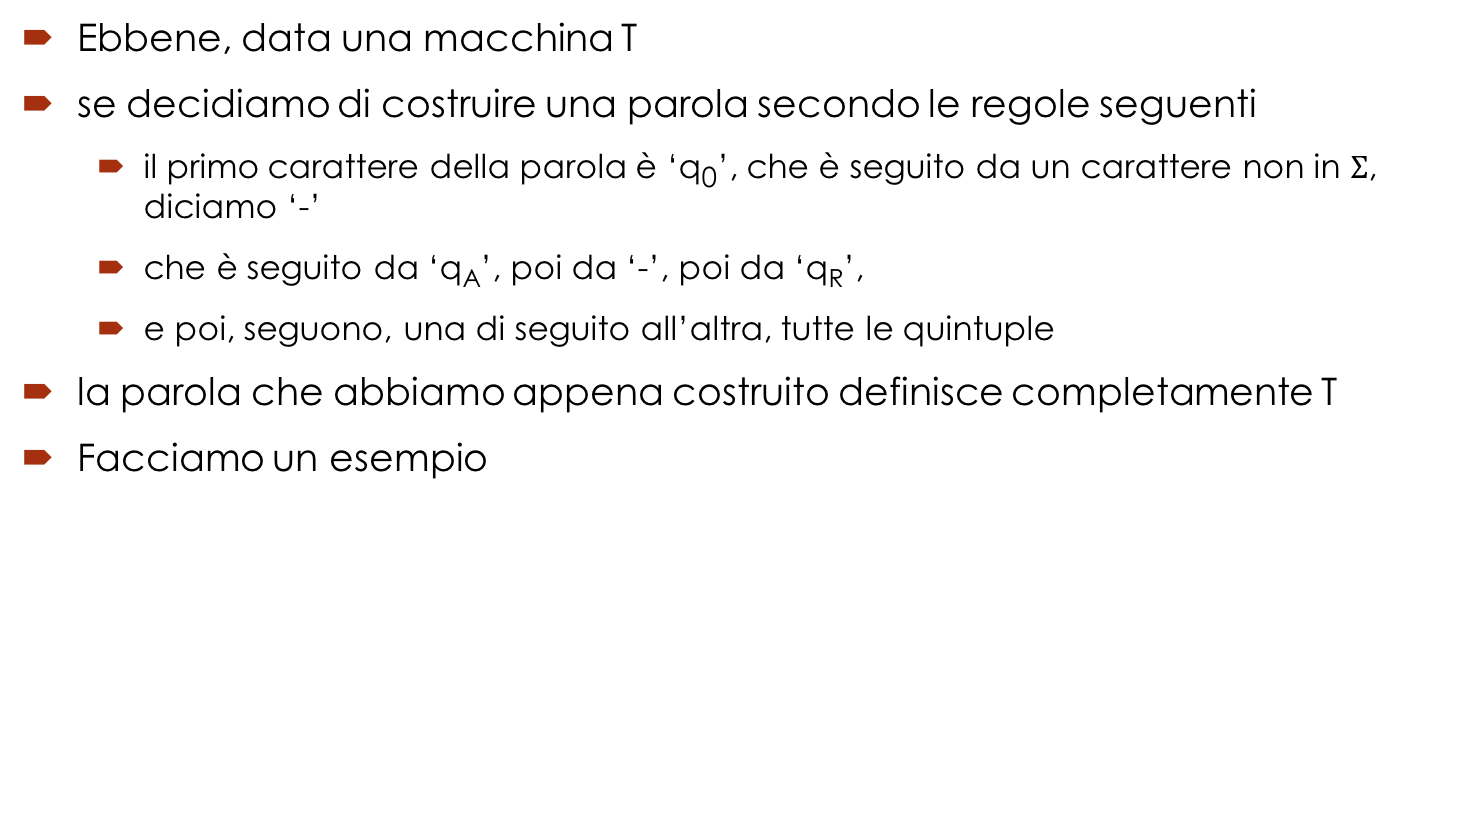 Ebbene, data una macchina T
se decidiamo di costruire una parola secondo le regole seguenti
il primo carattere della parola è ‘q0’, che è seguito da un carattere non in Σ,
diciamo ‘-’
che è seguito da ‘qA’, poi da ‘-’, poi da ‘qR’,
e poi, seguono, una di seguito all’altra, tutte le quintuple
la parola che abbiamo appena costruito definisce completamente T
Facciamo un esempio